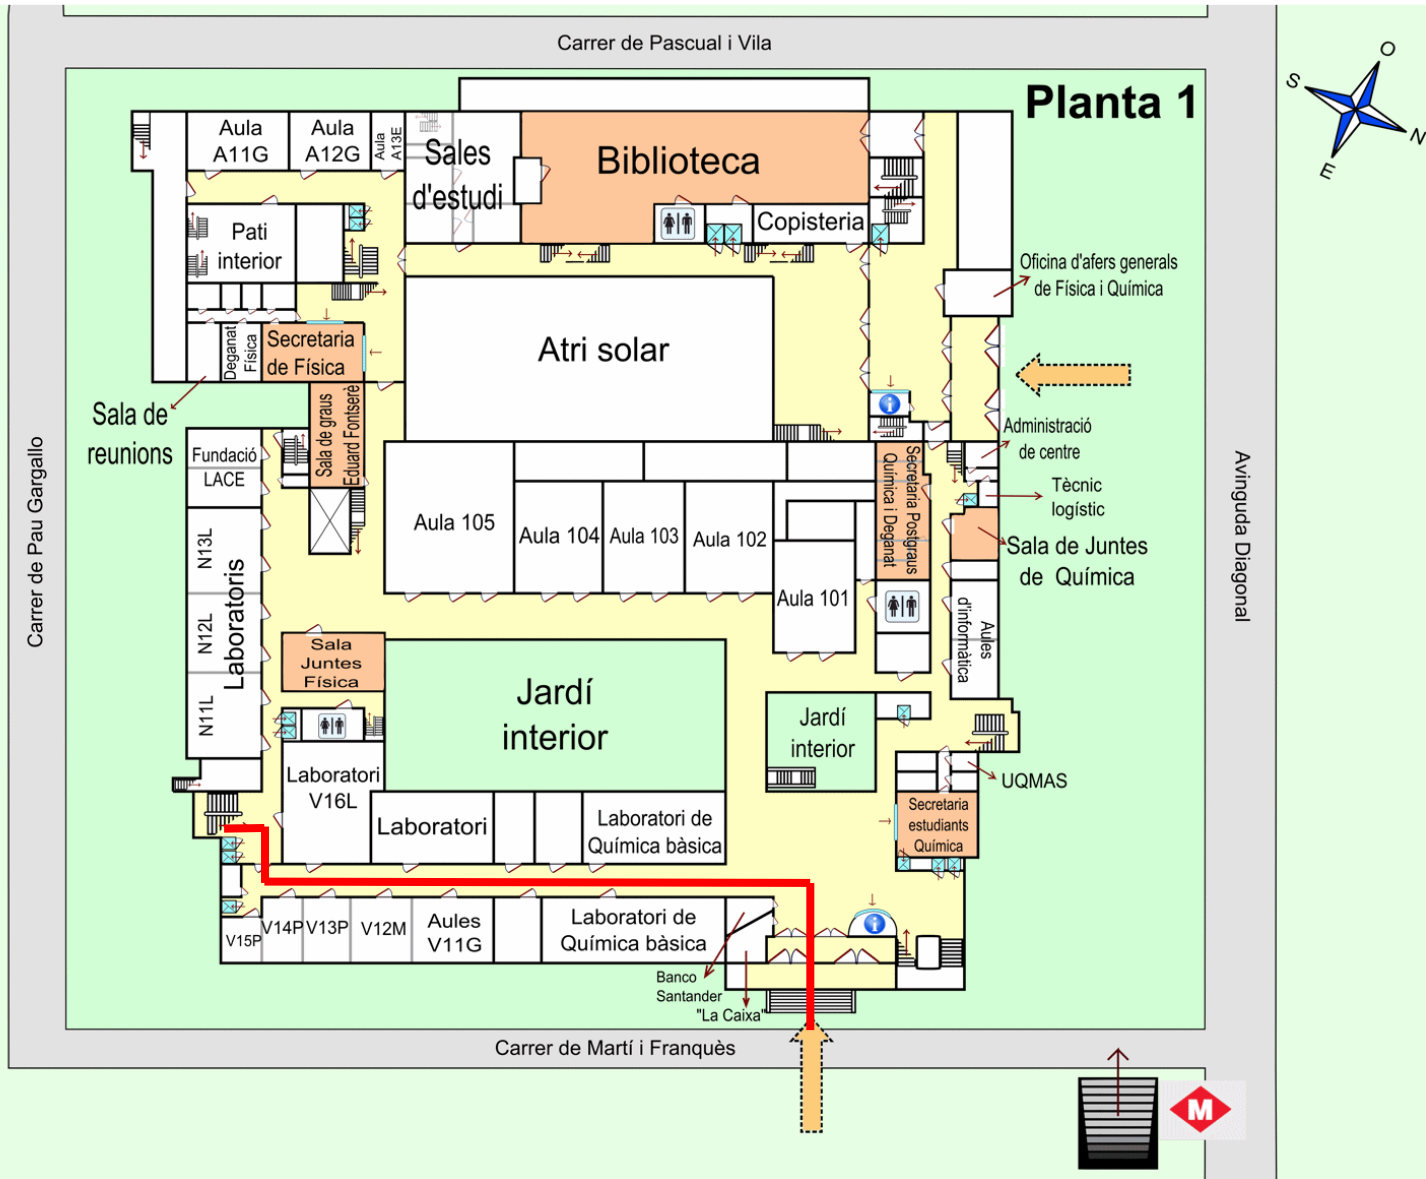 Carrer de Pascual i Vila
O
S
N
E
Planta 1
Aula
A11G
Aula
A12G
Aula
A13E
Sales
d'estudi
Biblioteca
Copisteria
Pati
interior
Oficina d'afers generals
de Física i Química
Deganat
Física
Secretaria
de Física
Atri solar
Sala de
reunions
Sala de graus
Eduard Fontserè
i
Administració
de centre
Fundació
LACE
Secretaria Postgraus
Química i Deganat
Tècnic
logístic
Sala de Juntes
de Química
Aula 105
Aula 104
Aula 103
Aula 102
Aula 101
Carrer de Pau Gargallo
Avinguda Diagonal
N13L
N12L
N11L
Laboratoris
Aules
d'informàtica
Sala
Juntes
Física
Jardí
interior
Jardí
interior
UQMAS
Laboratori
V16L
Laboratori
Laboratori de
Química bàsica
Secretaria
estudiants
Química
V15P
V14P
V13P
V12M
Aules
V11G
Laboratori de
Química bàsica
i
Banco
Santander
"La Caixa"
Carrer de Martí i Franquès
M